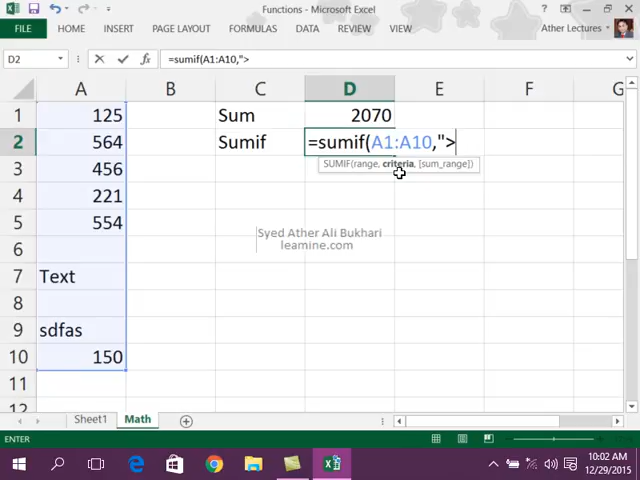 Functions - Microsoft Excel
FILE HOME INSERT PAGE LAYOUT FORMULAS DATA REVIEW VIEW Ather Lectures
D2 =sumif(A1:A10,">
A B C D E F G
1 125 Sum 2070
2 564 Sumif =sumif(A1:A10,">
SUMIF(range, criteria, [sum_range])
3 456
4 221
5 554
Syed Ather Ali Bukhari
learnine.com
6
7 Text
8
9 sdfas
10 150
11
12
Sheet1 Math
ENTER
10:02 AM
12/29/2015